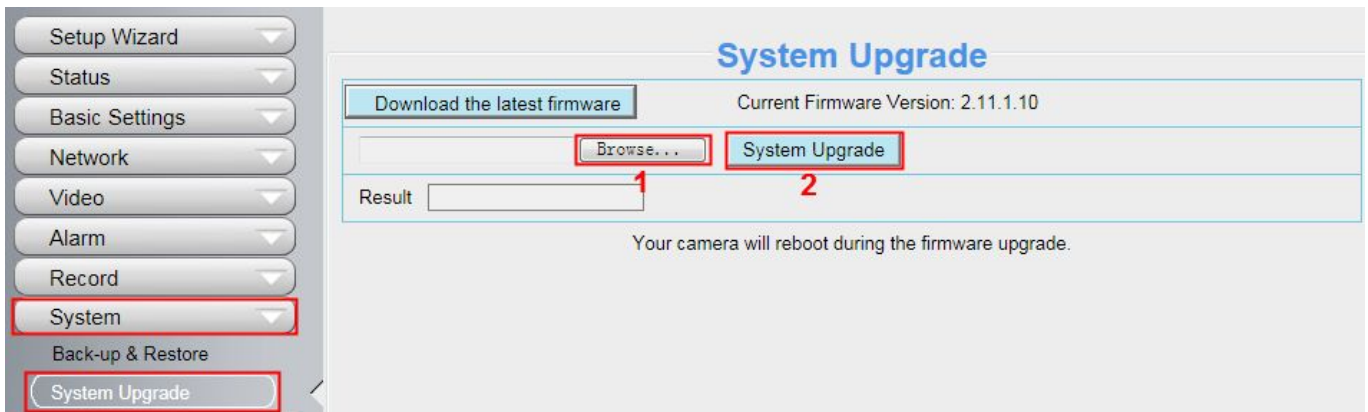 Setup Wizard
Status
Basic Settings
Network
Video
Alarm
Record
System
Back-up & Restore
System Upgrade
System Upgrade
Download the latest firmware
Current Firmware Version: 2.11.1.10
Browse...
System Upgrade
1
2
Result
Your camera will reboot during the firmware upgrade.